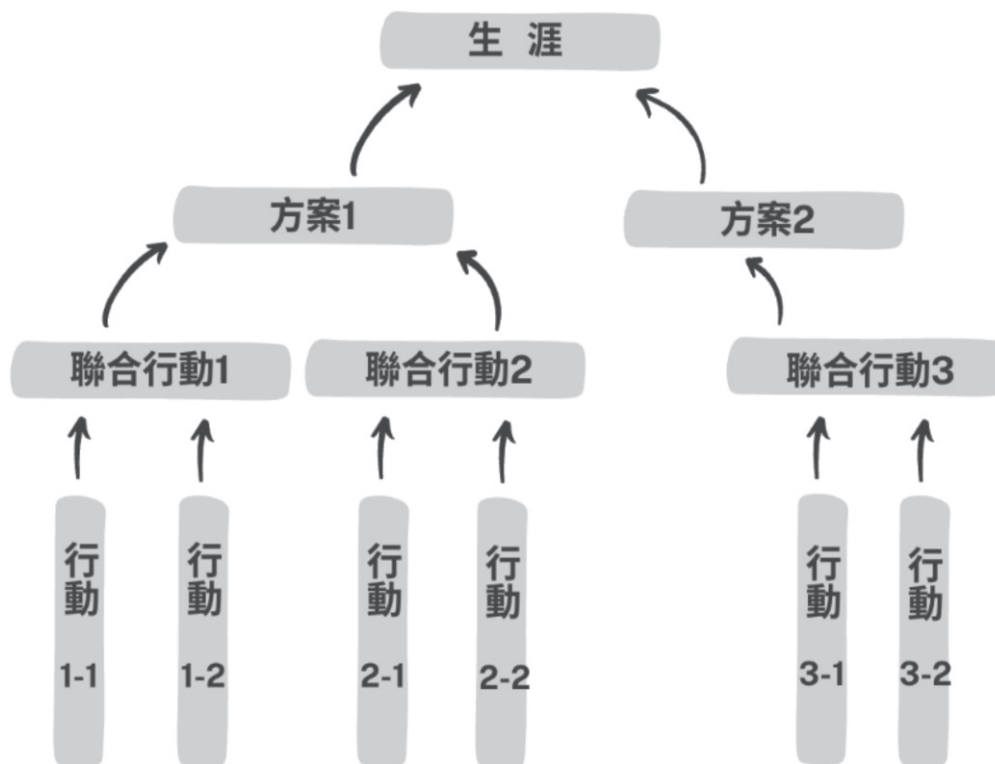 生 涯
方案1
方案2
聯合行動1
聯合行動2
聯合行動3
行動
1-1
行動
1-2
行動
2-1
行動
2-2
行動
3-1
行動
3-2